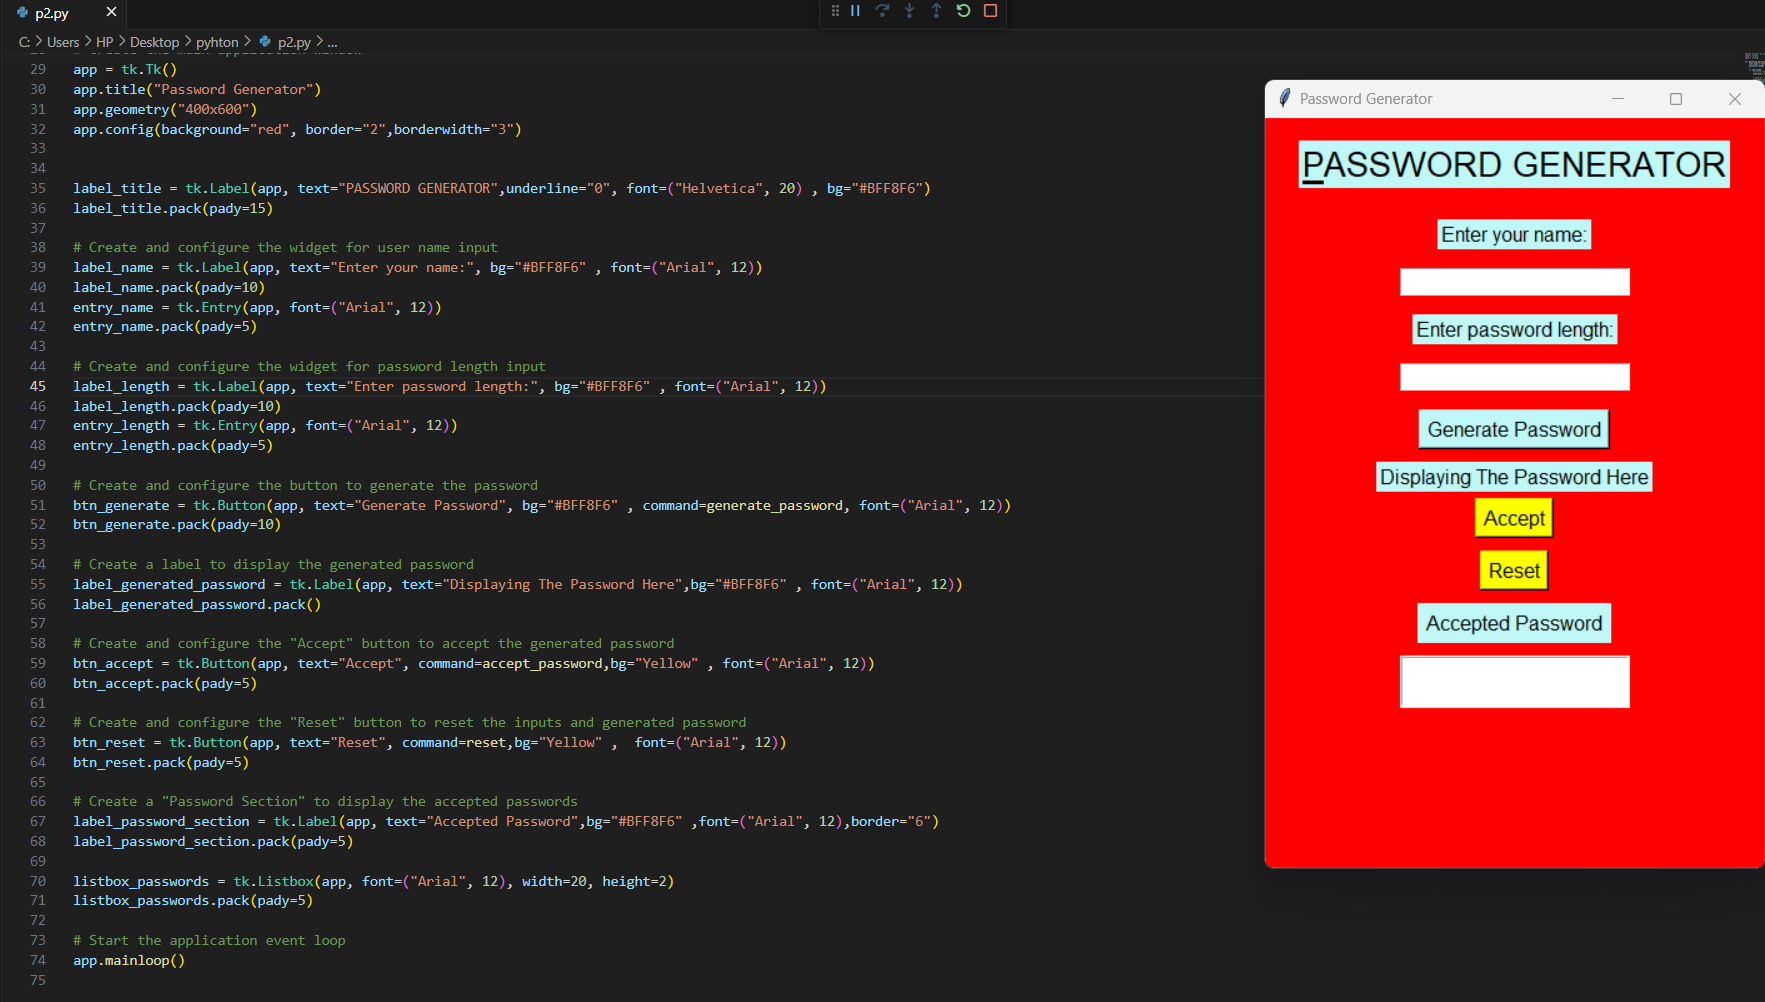 p2.py
C: > Users > HP > Desktop > pyhton > p2.py > ...
29 app = tk.Tk()
30 app.title("Password Generator")
31 app.geometry("400x600")
32 app.config(background="red", border="2",borderwidth="3")
33
34
35 label_title = tk.Label(app, text="PASSWORD GENERATOR",underline="0", font=("Helvetica", 20) , bg="#BFF8F6")
36 label_title.pack(pady=15)
37
38 # Create and configure the widget for user name input
39 label_name = tk.Label(app, text="Enter your name:", bg="#BFF8F6" , font=("Arial", 12))
40 label_name.pack(pady=10)
41 entry_name = tk.Entry(app, font=("Arial", 12))
42 entry_name.pack(pady=5)
43
44 # Create and configure the widget for password length input
45 label_length = tk.Label(app, text="Enter password length:", bg="#BFF8F6" , font=("Arial", 12))
46 label_length.pack(pady=10)
47 entry_length = tk.Entry(app, font=("Arial", 12))
48 entry_length.pack(pady=5)
49
50 # Create and configure the button to generate the password
51 btn_generate = tk.Button(app, text="Generate Password", bg="#BFF8F6" , command=generate_password, font=("Arial", 12))
52 btn_generate.pack(pady=10)
53
54 # Create a label to display the generated password
55 label_generated_password = tk.Label(app, text="Displaying The Password Here",bg="#BFF8F6" , font=("Arial", 12))
56 label_generated_password.pack()
57
58 # Create and configure the "Accept" button to accept the generated password
59 btn_accept = tk.Button(app, text="Accept", command=accept_password,bg="Yellow" , font=("Arial", 12))
60 btn_accept.pack(pady=5)
61
62 # Create and configure the "Reset" button to reset the inputs and generated password
63 btn_reset = tk.Button(app, text="Reset", command=reset,bg="Yellow" ,  font=("Arial", 12))
64 btn_reset.pack(pady=5)
65
66 # Create a "Password Section" to display the accepted passwords
67 label_password_section = tk.Label(app, text="Accepted Password",bg="#BFF8F6" ,font=("Arial", 12),border="6")
68 label_password_section.pack(pady=5)
69
70 listbox_passwords = tk.Listbox(app, font=("Arial", 12), width=20, height=2)
71 listbox_passwords.pack(pady=5)
72
73 # Start the application event loop
74 app.mainloop()
75
Password Generator
PASSWORD GENERATOR
Enter your name:
Enter password length:
Generate Password
Displaying The Password Here
Accept
Reset
Accepted Password